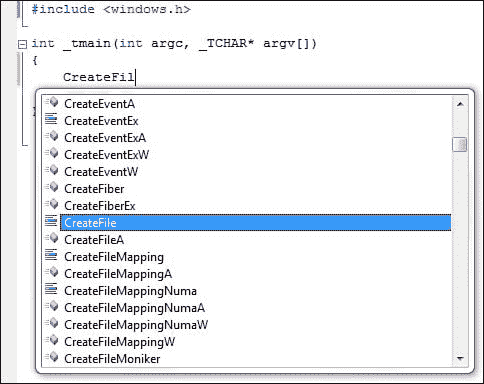 #include <windows.h>
int _tmain(int argc, _TCHAR* argv[])
{
CreateFil
CreateEventA
CreateEventEx
CreateEventExA
CreateEventExW
CreateEventW
CreateFiber
CreateFiberEx
CreateFile
CreateFileA
CreateFileMapping
CreateFileMappingA
CreateFileMappingNuma
CreateFileMappingNumaA
CreateFileMappingNumaW
CreateFileMappingW
CreateFileMoniker